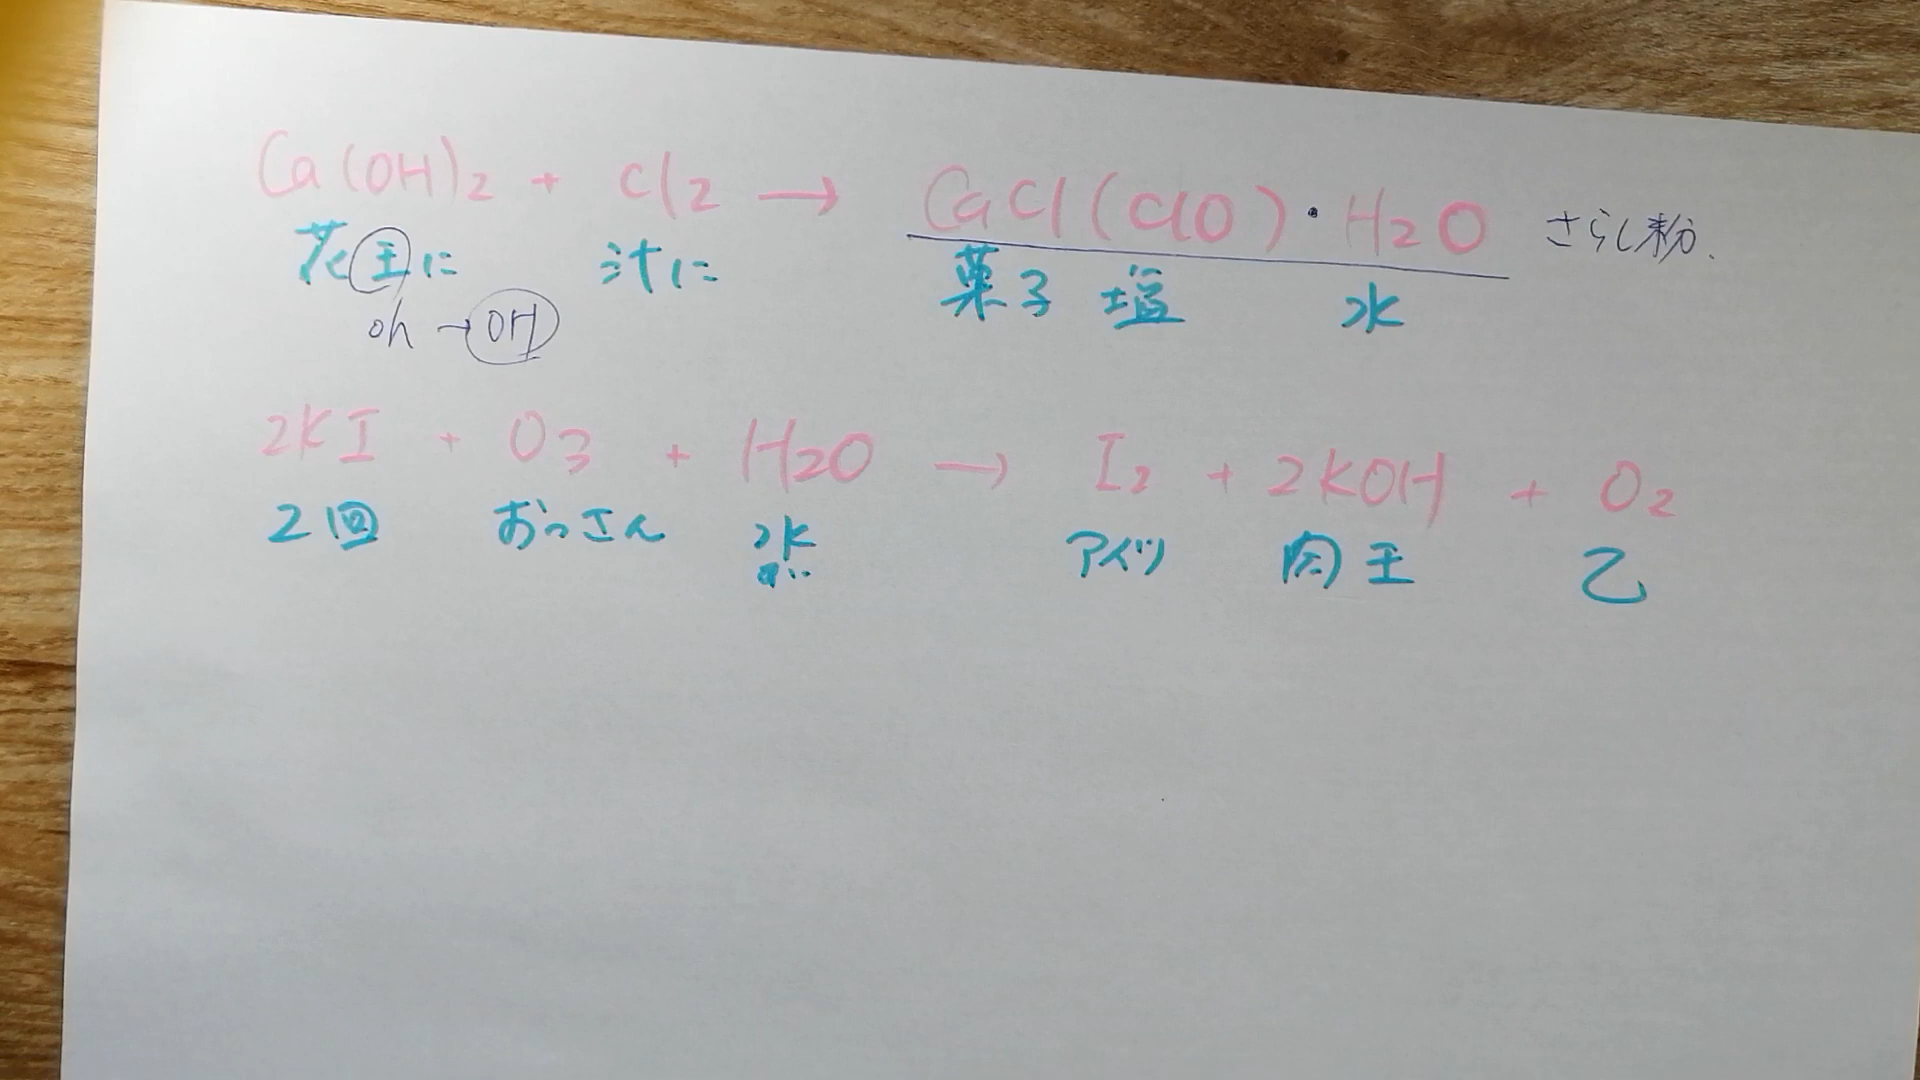 Ca(OH)2 + Cl2 → CaCl(ClO)・H2O さらし粉.
花王に 汁に 菓子 塩 水
oh → OH
2KI + O3 + H2O → I2 + 2KOH + O2
2回 おっさん 水 アイツ 肉王 乙